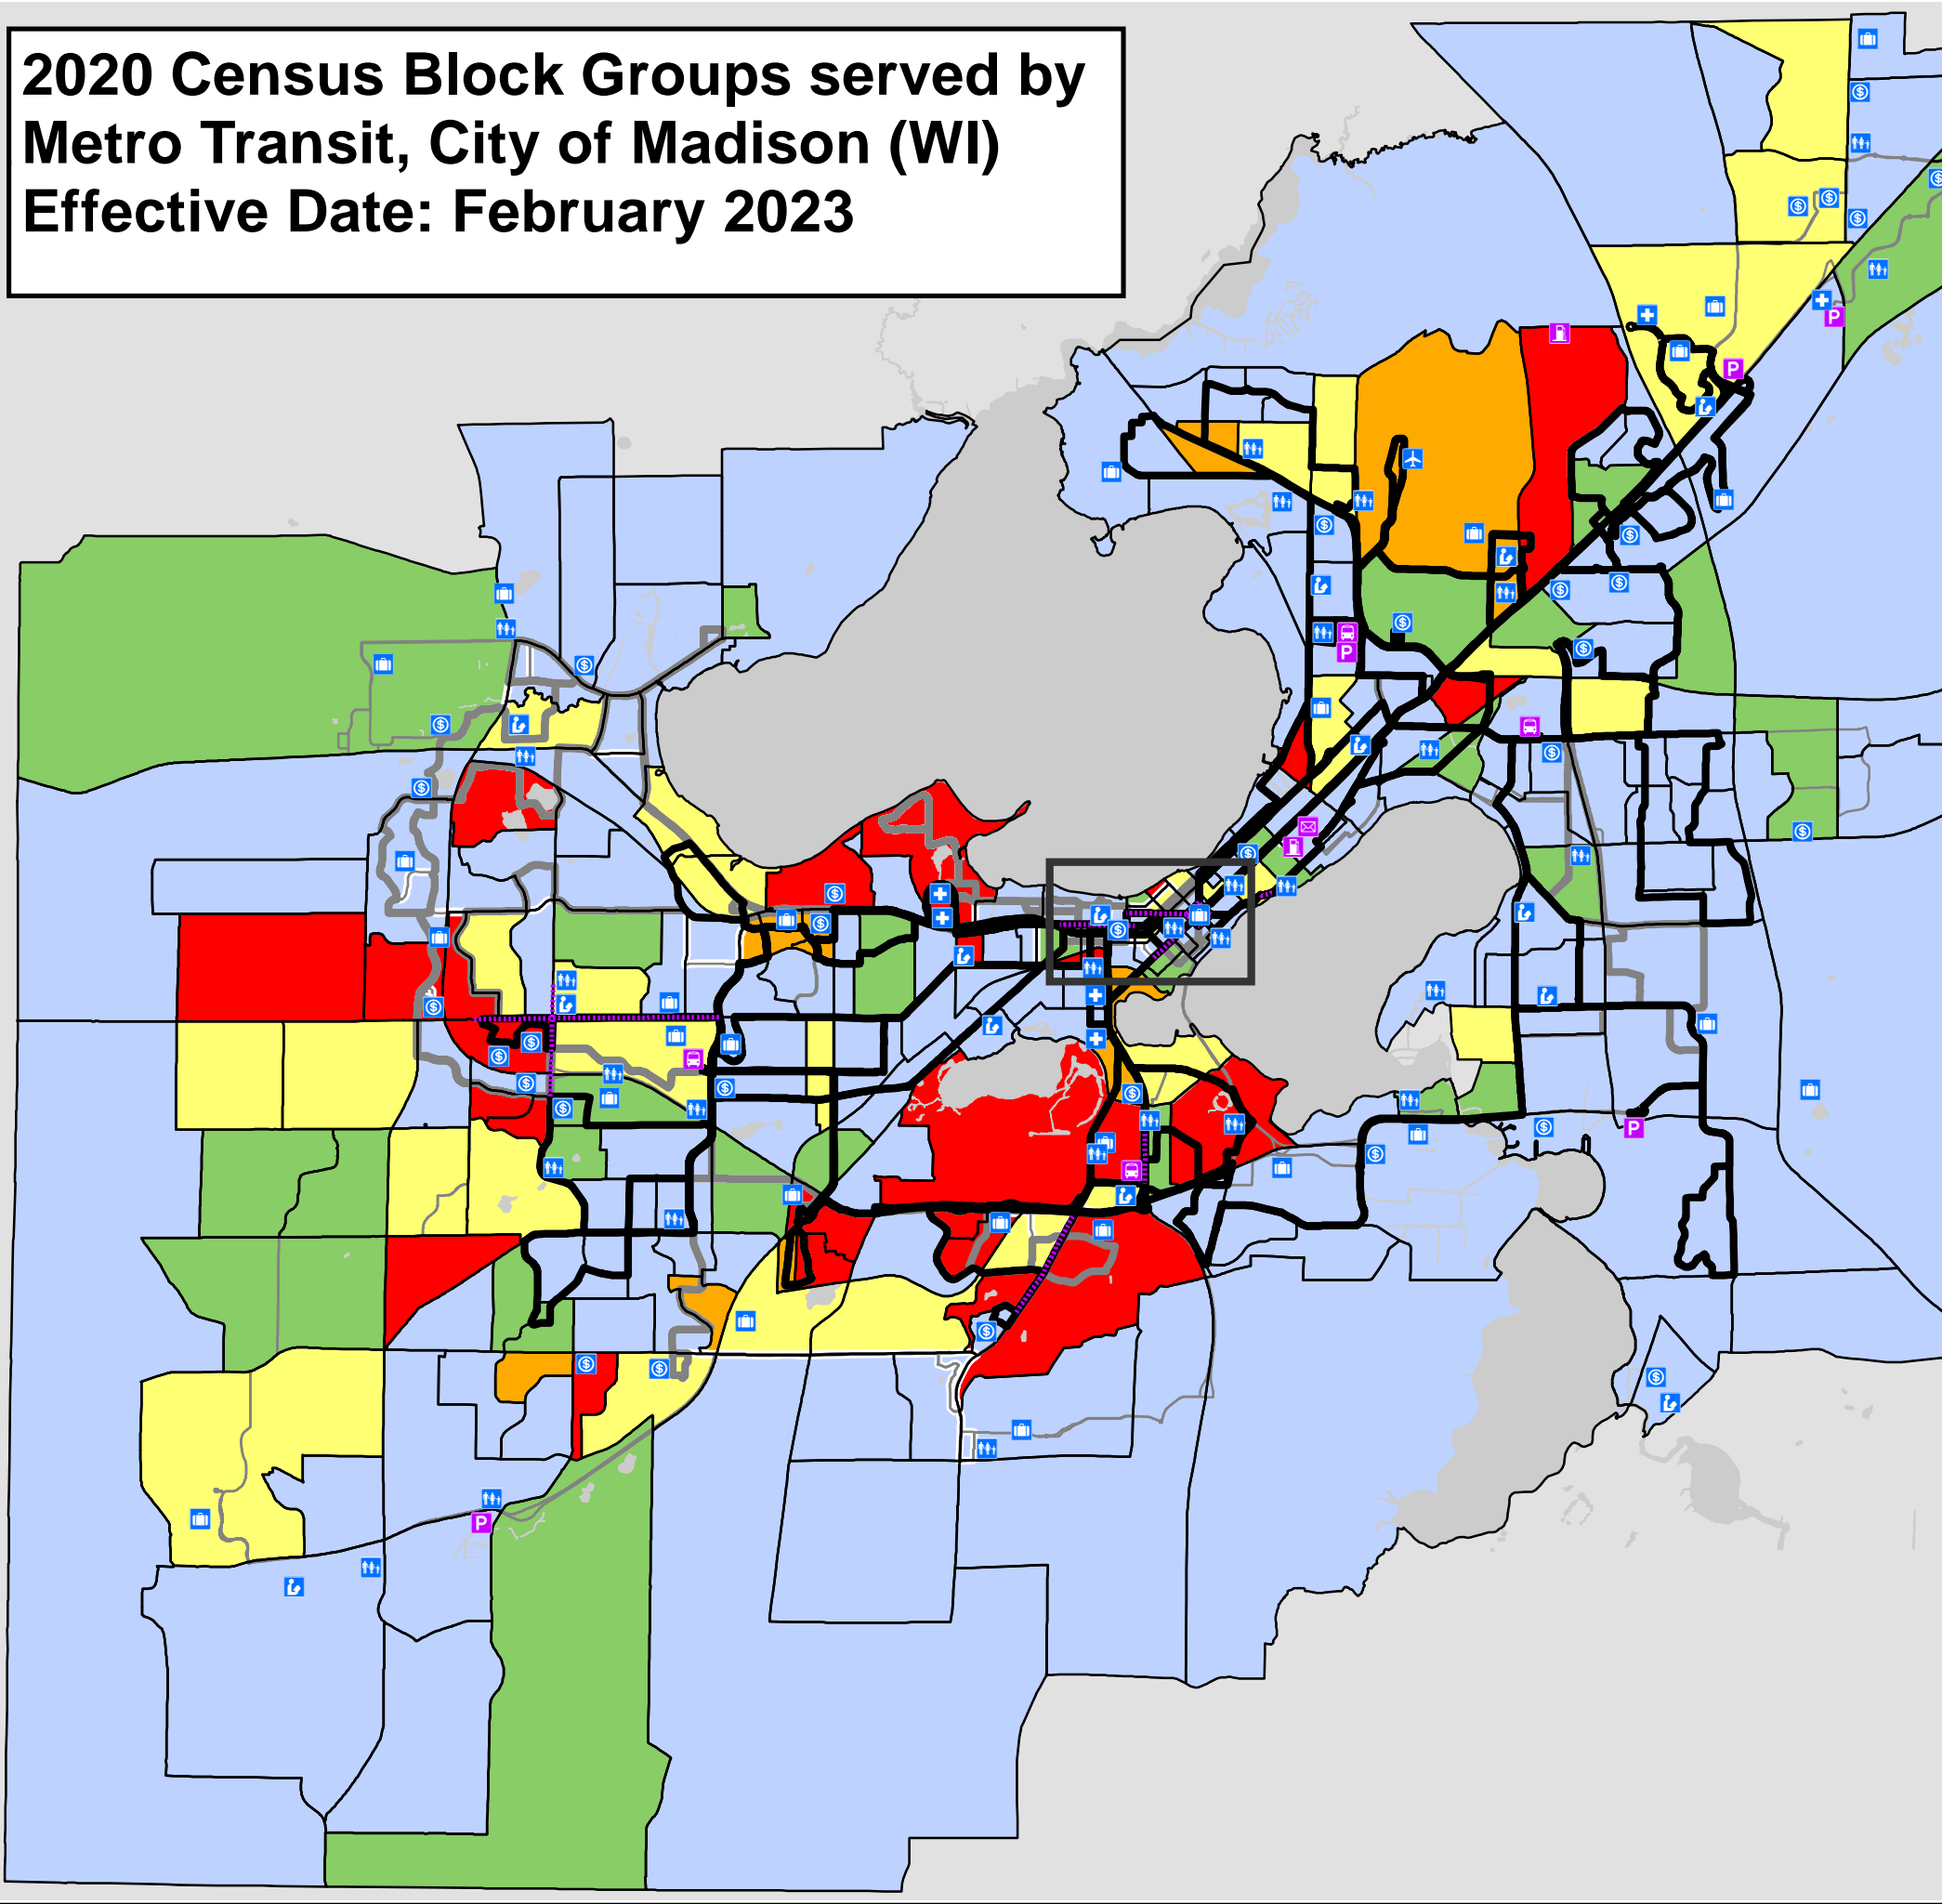 2020 Census Block Groups served by
Metro Transit, City of Madison (WI)
Effective Date: February 2023
P
P
P
P
P